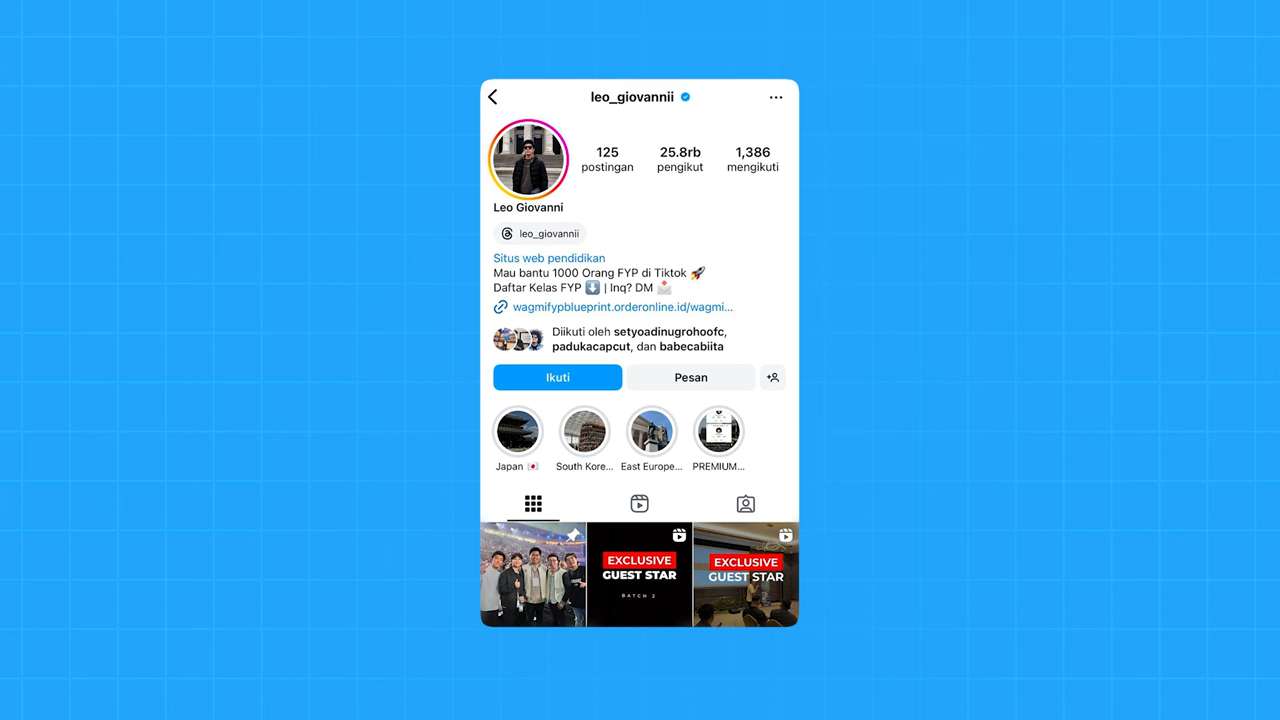 leo_giovannii
125 25.8rb 1,386
postingan pengikut mengikuti
Leo Giovanni
leo_giovannii
Situs web pendidikan
Mau bantu 1000 Orang FYP di Tiktok 🚀
Daftar Kelas FYP ⬇️ | Inq? DM 📩
wagmifypblueprint.orderonline.id/wagmi...
Diikuti oleh setyoadinugrohoofc,
padukacapcut, dan babecabiita
Ikuti Pesan
Japan 🇯🇵 South Kore... East Europe... PREMIUM...
EXCLUSIVE
GUEST STAR
BATCH 2
EXCLUSIVE
GUEST STAR